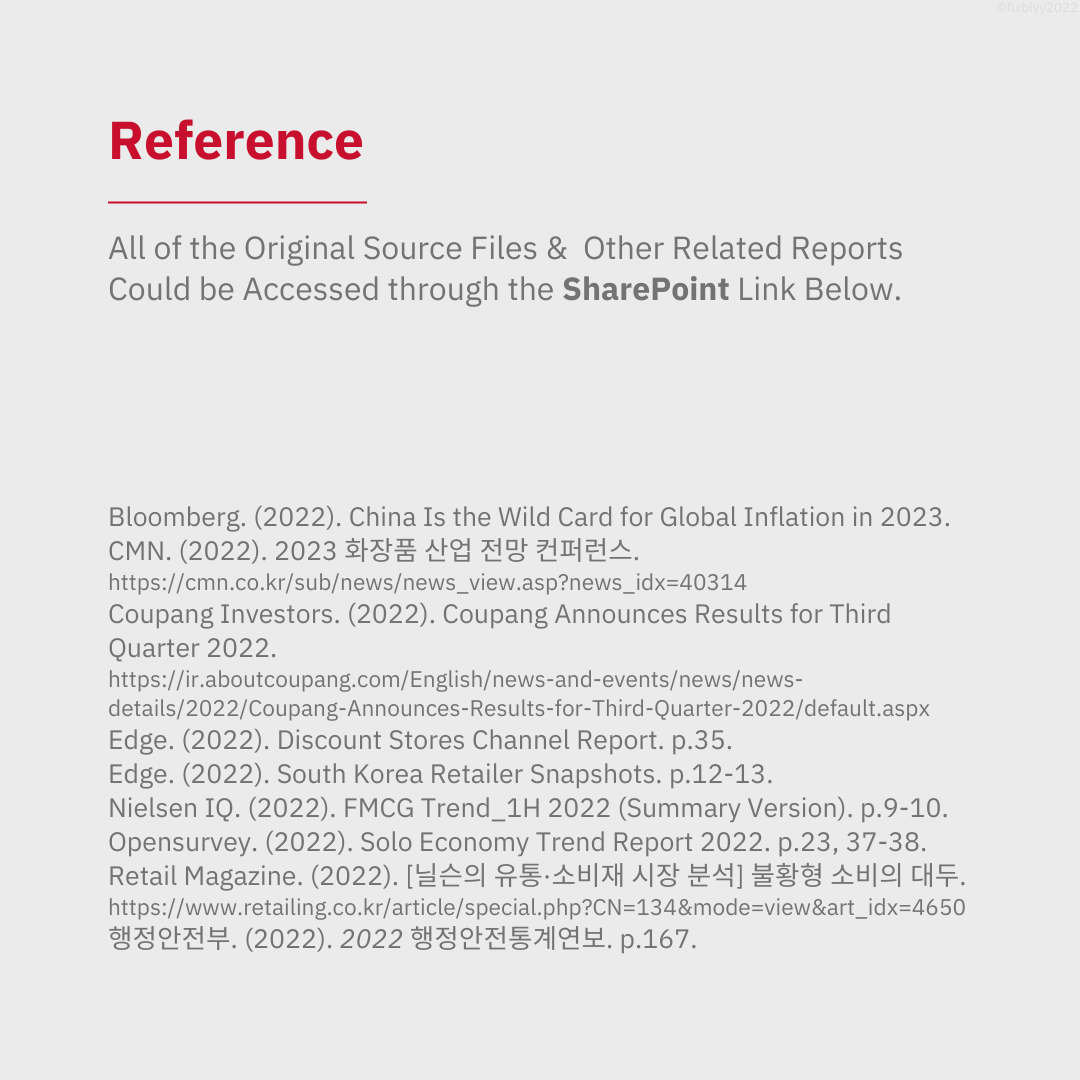 ©flxblyy2022
Reference
All of the Original Source Files &  Other Related Reports
Could be Accessed through the SharePoint Link Below.
Bloomberg. (2022). China Is the Wild Card for Global Inflation in 2023.
CMN. (2022). 2023 화장품 산업 전망 컨퍼런스.
https://cmn.co.kr/sub/news/news_view.asp?news_idx=40314
Coupang Investors. (2022). Coupang Announces Results for Third
Quarter 2022.
https://ir.aboutcoupang.com/English/news-and-events/news/news-
details/2022/Coupang-Announces-Results-for-Third-Quarter-2022/default.aspx
Edge. (2022). Discount Stores Channel Report. p.35.
Edge. (2022). South Korea Retailer Snapshots. p.12-13.
Nielsen IQ. (2022). FMCG Trend_1H 2022 (Summary Version). p.9-10.
Opensurvey. (2022). Solo Economy Trend Report 2022. p.23, 37-38.
Retail Magazine. (2022). [닐슨의 유통·소비재 시장 분석] 불황형 소비의 대두.
https://www.retailing.co.kr/article/special.php?CN=134&mode=view&art_idx=4650
행정안전부. (2022). 2022 행정안전통계연보. p.167.